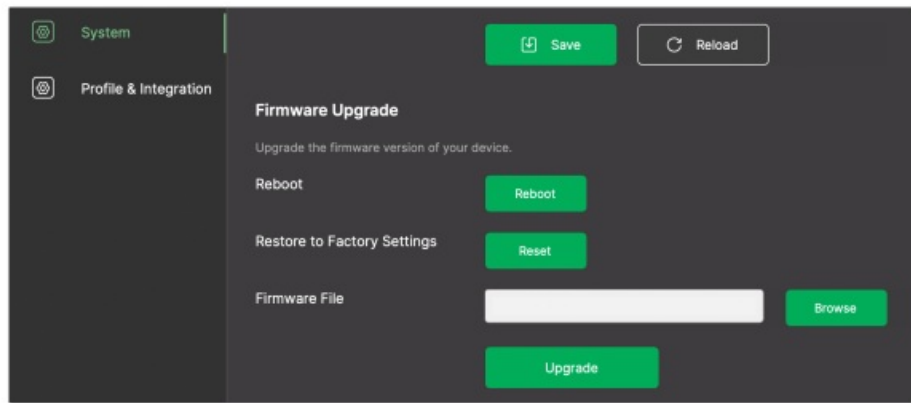 System
Save
Reload
Profile & Integration
Firmware Upgrade
Upgrade the firmware version of your device.
Reboot
Reboot
Restore to Factory Settings
Reset
Firmware File
Browse
Upgrade